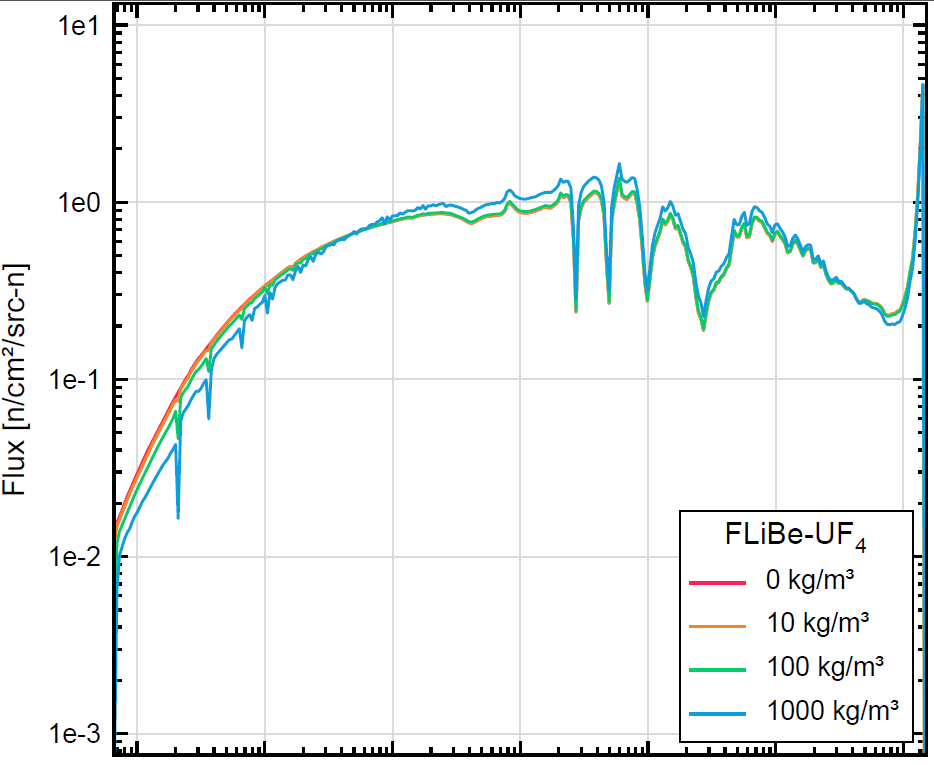 1e1
1e0
1e-1
1e-2
1e-3
Flux [n/cm²/src-n]
FLiBe-UF₄
0 kg/m³
10 kg/m³
100 kg/m³
1000 kg/m³